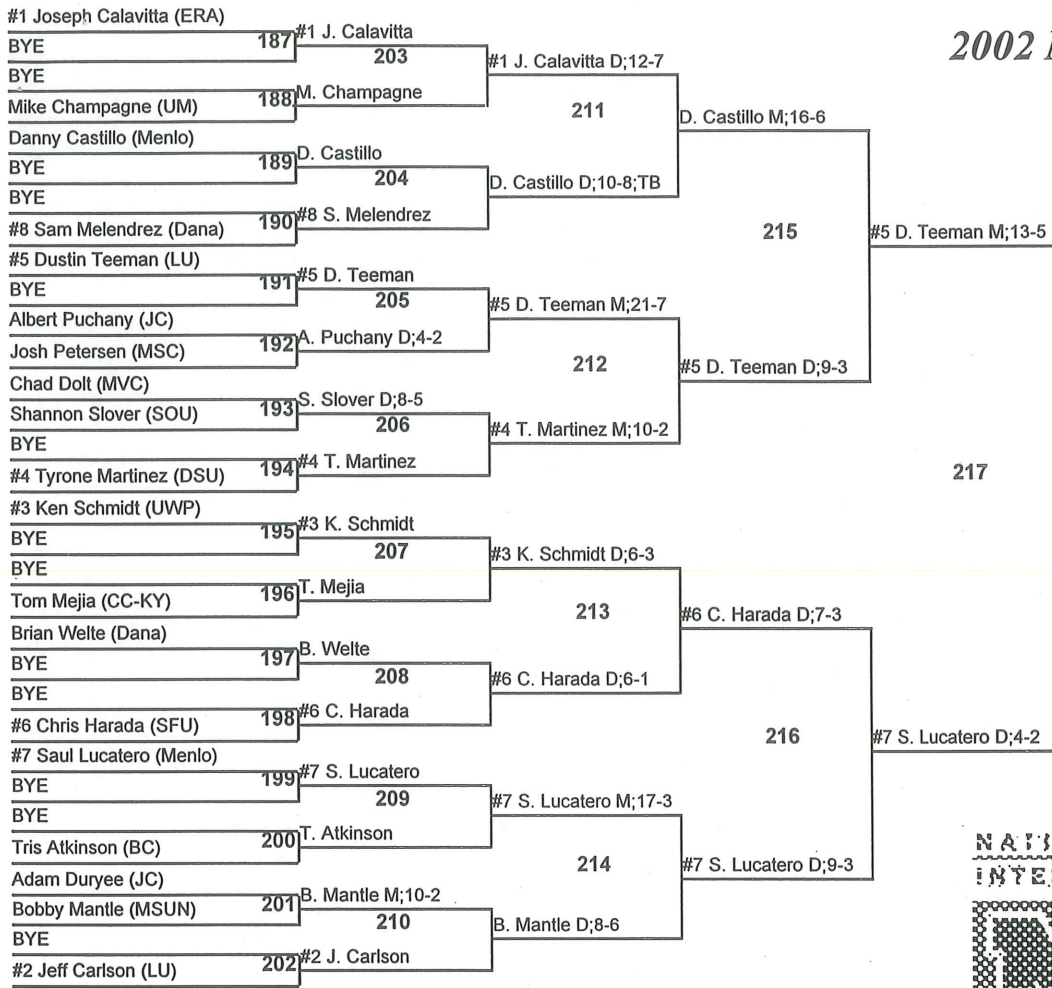 #1 Joseph Calavitta (ERA)
BYE
187
BYE
Mike Champagne (UM)
188
Danny Castillo (Menlo)
BYE
189
BYE
#8 Sam Melendrez (Dana)
190
#5 Dustin Teeman (LU)
BYE
191
Albert Puchany (JC)
Josh Petersen (MSC)
192
Chad Dolt (MVC)
Shannon Slover (SOU)
193
BYE
#4 Tyrone Martinez (DSU)
194
#3 Ken Schmidt (UWP)
BYE
195
BYE
Tom Mejia (CC-KY)
196
Brian Welte (Dana)
BYE
197
BYE
#6 Chris Harada (SFU)
198
#7 Saul Lucatero (Menlo)
BYE
199
BYE
Tris Atkinson (BC)
200
Adam Duryee (JC)
Bobby Mantle (MSUN)
201
BYE
#2 Jeff Carlson (LU)
202
#1 J. Calavitta
203
M. Champagne
D. Castillo
204
#8 S. Melendrez
#5 D. Teeman
205
A. Puchany D;4-2
S. Slover D;8-5
206
#4 T. Martinez
#3 K. Schmidt
207
T. Mejia
B. Welte
208
#6 C. Harada
#7 S. Lucatero
209
T. Atkinson
B. Mantle M;10-2
210
#2 J. Carlson
#1 J. Calavitta D;12-7
211
D. Castillo D;10-8;TB
#5 D. Teeman M;21-7
212
#4 T. Martinez M;10-2
#3 K. Schmidt D;6-3
213
#6 C. Harada D;6-1
#7 S. Lucatero M;17-3
214
B. Mantle D;8-6
D. Castillo M;16-6
215
#5 D. Teeman D;9-3
#6 C. Harada D;7-3
216
#7 S. Lucatero D;9-3
#5 D. Teeman M;13-5
217
#7 S. Lucatero D;4-2
2002